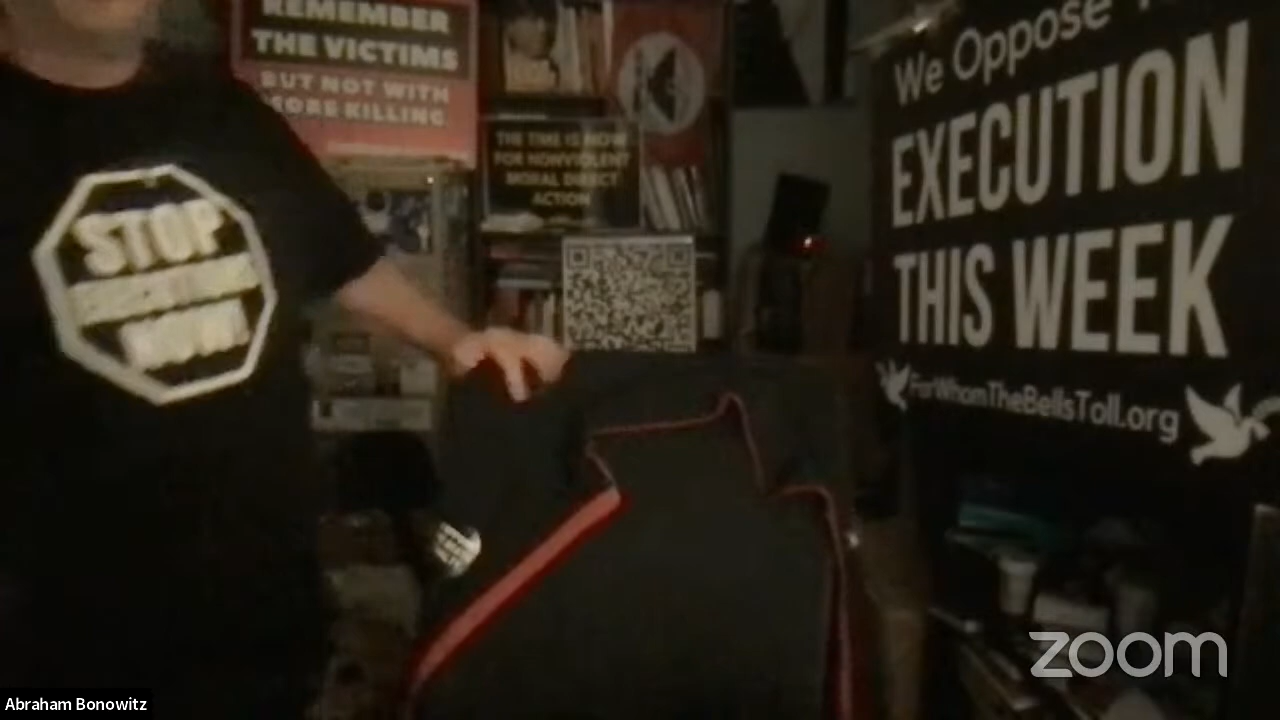 REMEMBER
THE VICTIMS
BUT NOT WITH
MORE KILLING
THE TIME IS NOW
FOR NONVIOLENT
MORAL DIRECT
ACTION
STOP
NOW!
We Oppose
EXECUTION
THIS WEEK
ForWhomTheBellsToll.org
zoom
Abraham Bonowitz